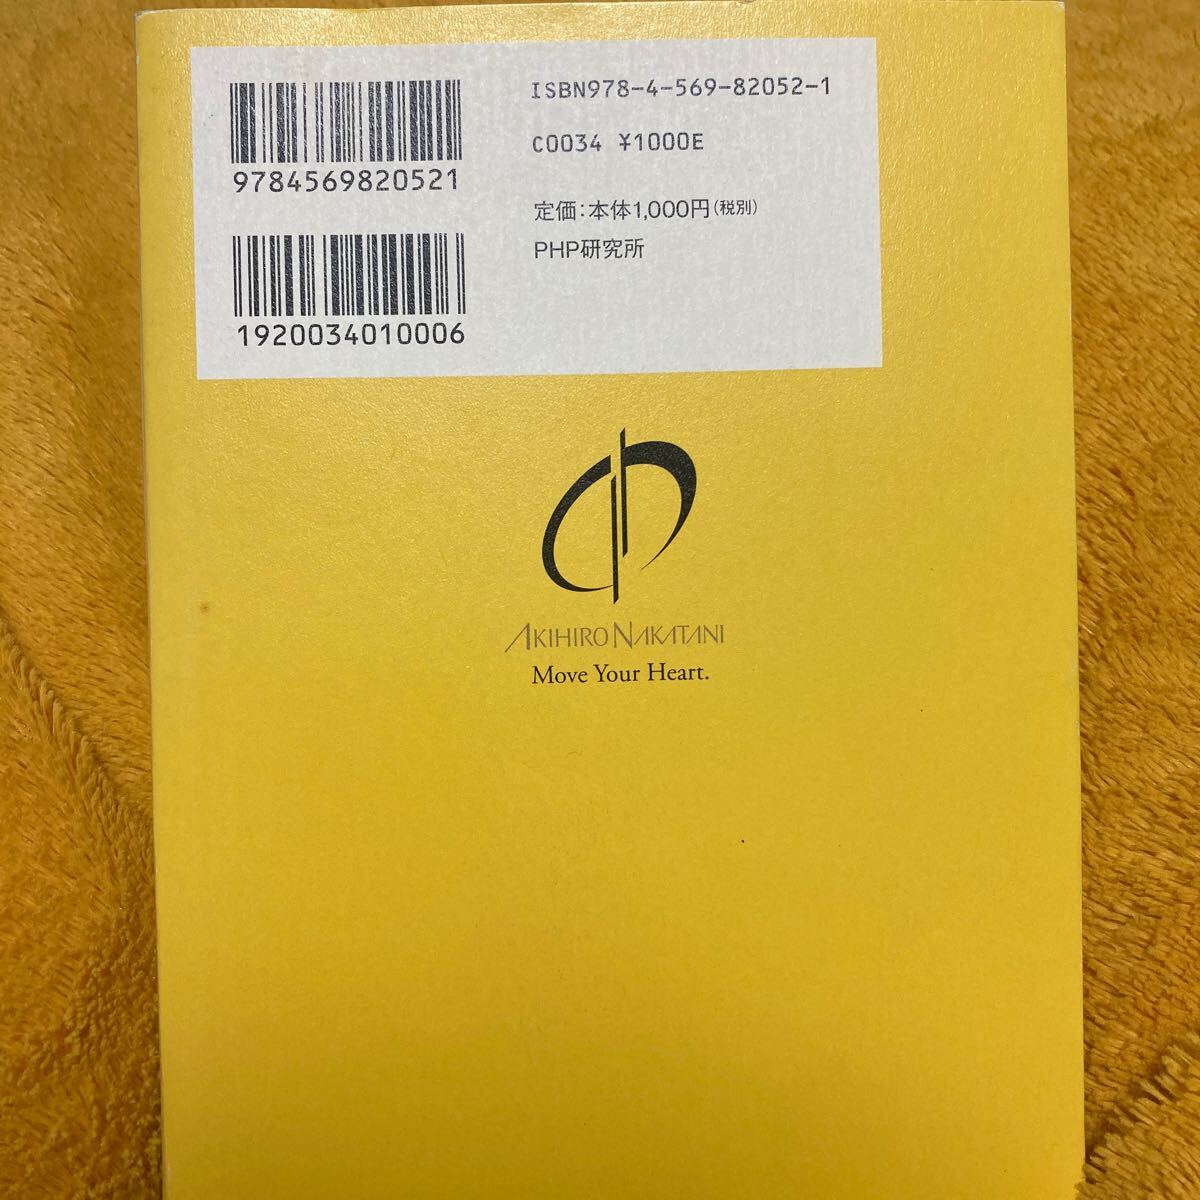 9784569820521
1920034010006
ISBN978-4-569-82052-1
C0034 ¥1000E
定価:本体1,000円(税別)
PHP研究所
AKIHIRO NAKATANI
Move Your Heart.